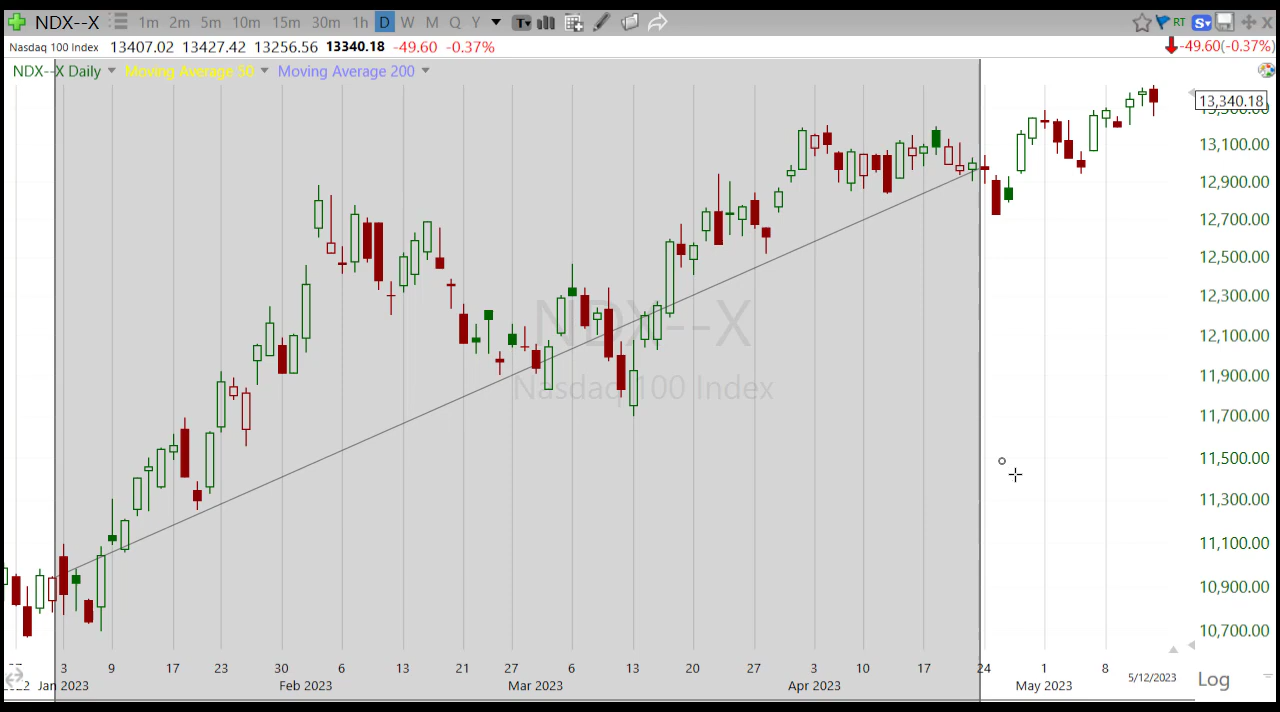 NDX--X 1m 2m 5m 10m 15m 30m 1h D W M Q Y T RT S
Nasdaq 100 Index 13407.02 13427.42 13256.56 13340.18 -49.60 -0.37% -49.60(-0.37%)
NDX--X Daily Moving Average 50 Moving Average 200
13,340.18
13,300.00
13,100.00
12,900.00
12,700.00
12,500.00
12,300.00
NDX--X
12,100.00
11,900.00
Nasdaq 100 Index
11,700.00
11,500.00
11,300.00
11,100.00
10,900.00
10,700.00
3 9 17 23 30 6 13 21 27 6 13 20 27 3 10 17 24 1 8
Jan 2023 Feb 2023 Mar 2023 Apr 2023 May 2023 5/12/2023 Log